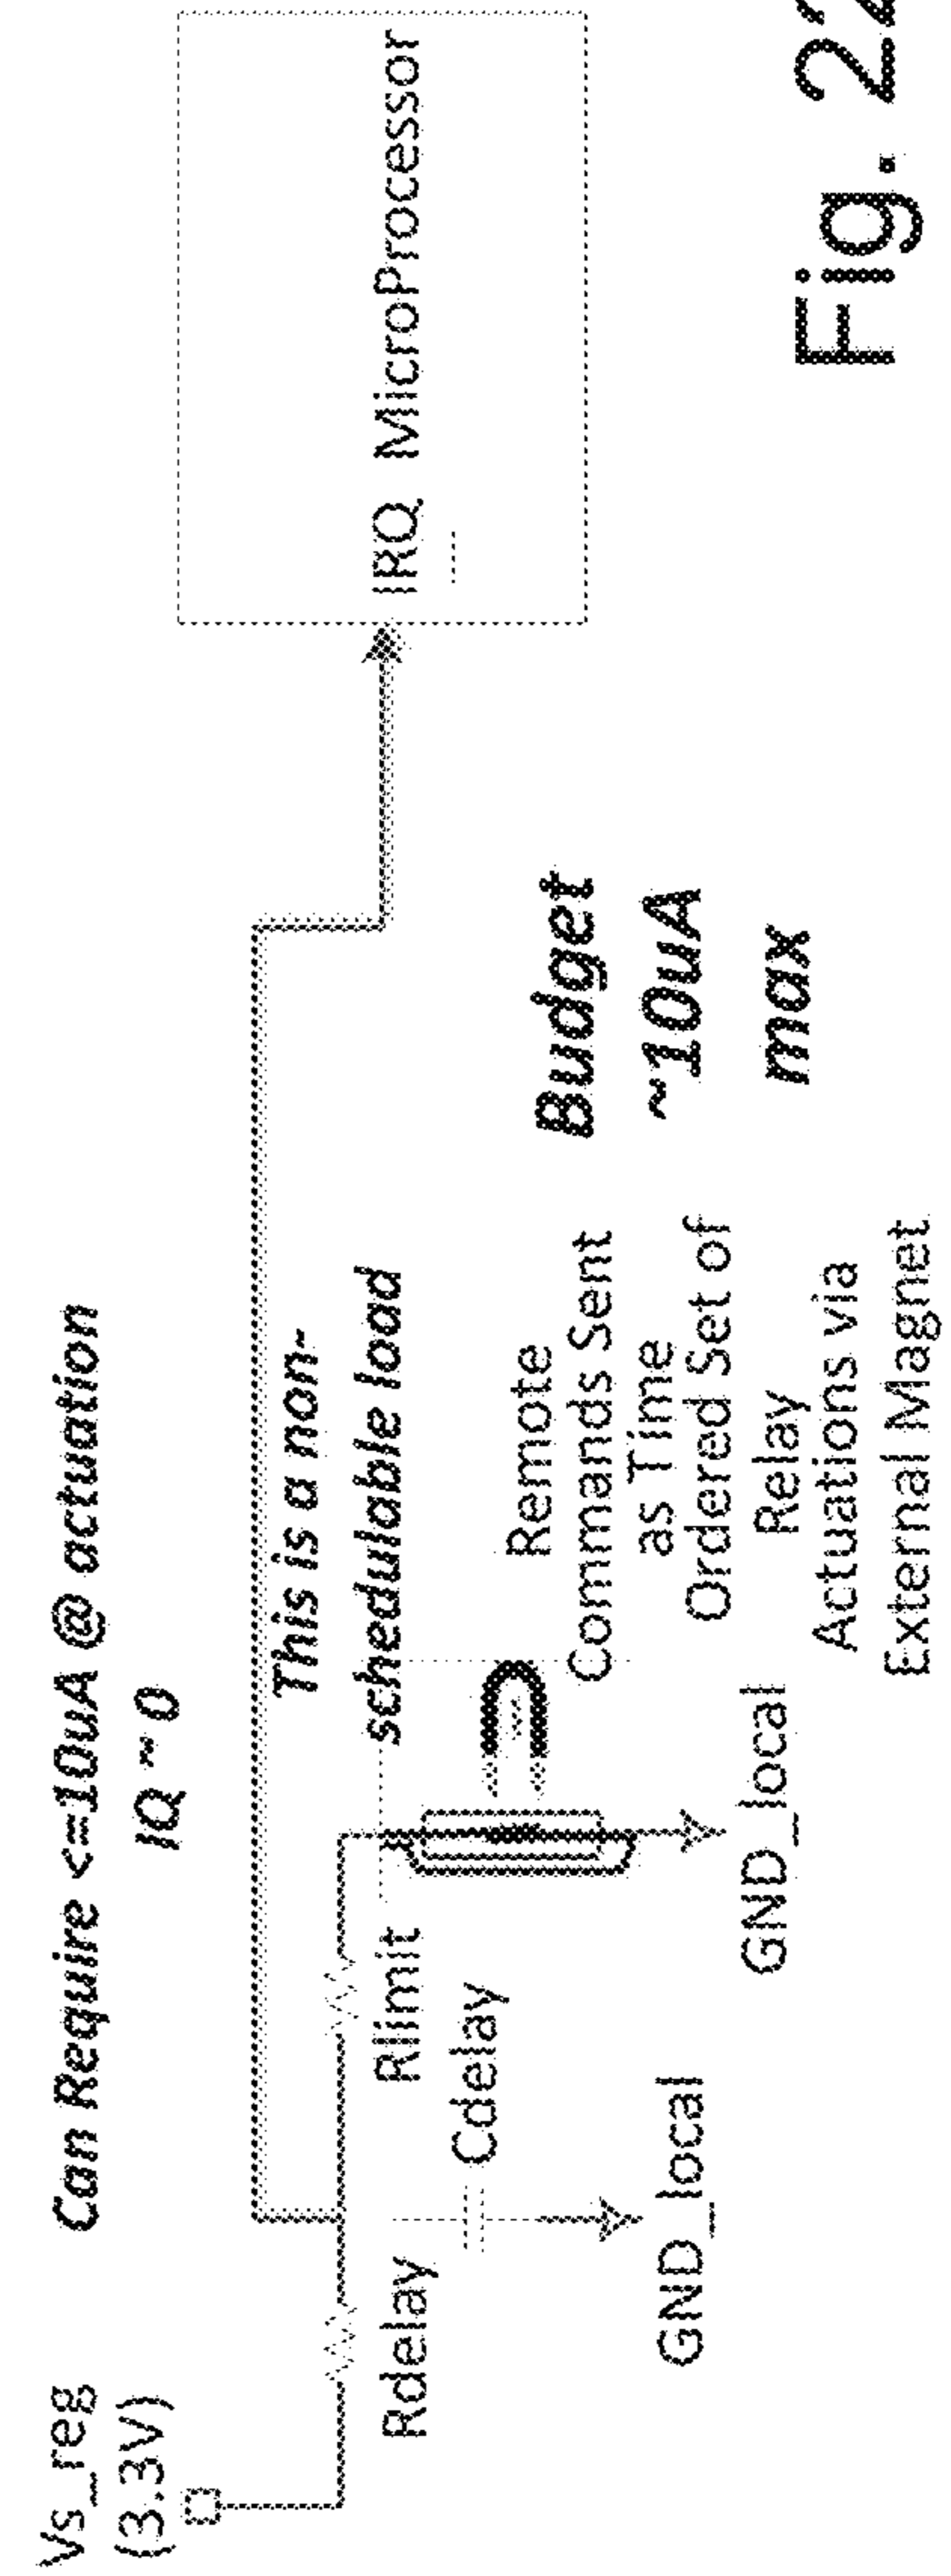 Vs_reg
(3.3V)
Can Require <=10uA @ actuation
IQ ~ 0
This is a non-
schedulable load
Rdelay
Cdelay
Rlimit
GND_local
GND_local
Remote
Commands Sent
as Time
Ordered Set of
Relay
Actuations via
External Magnet
Budget
~10uA
max
IRQ MicroProcessor
Fig. 22